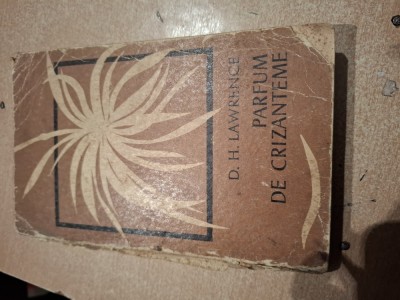 D. H. LAWRENCE
PARFUM
DE CRIZANTEME